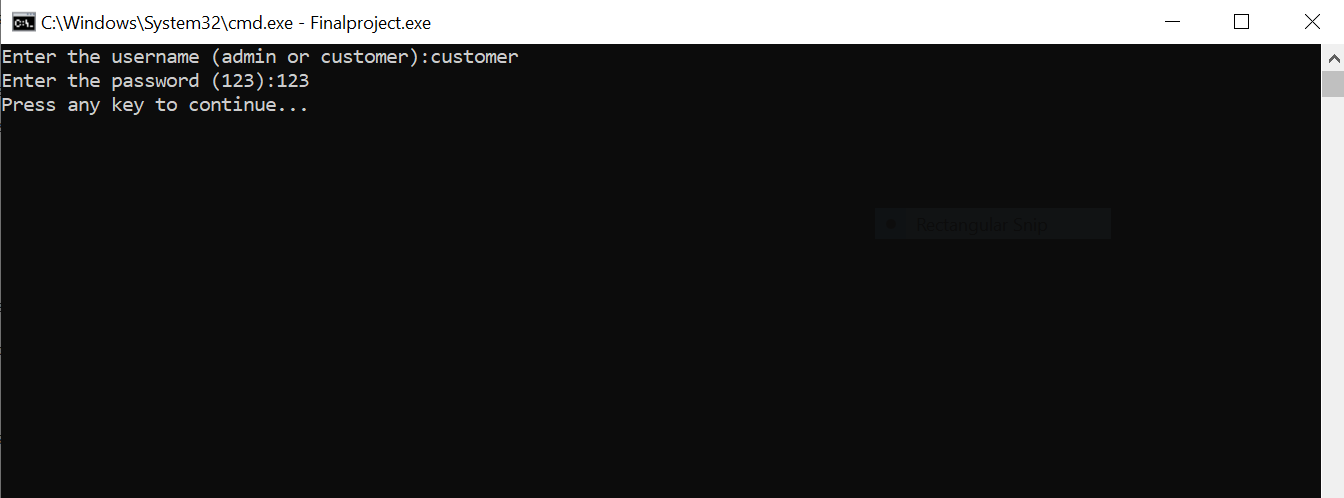 C:\Windows\System32\cmd.exe - Finalproject.exe
Enter the username (admin or customer):customer
Enter the password (123):123
Press any key to continue...
Rectangular Snip